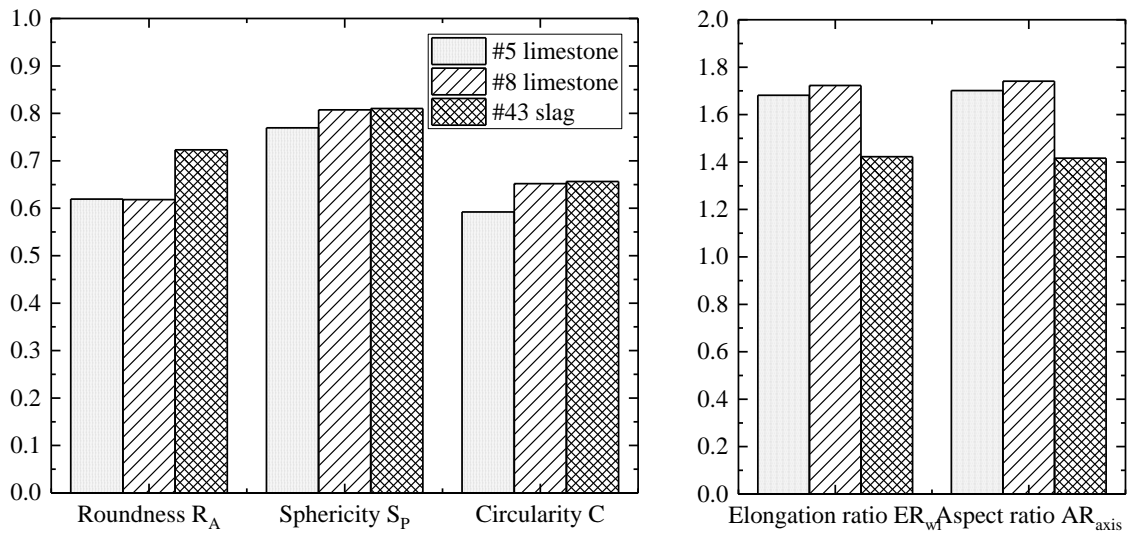 1.0
0.9
0.8
0.7
0.6
0.5
0.4
0.3
0.2
0.1
0.0
#5 limestone
#8 limestone
#43 slag
Roundness R_A
Sphericity S_P
Circularity C
2.0
1.8
1.6
1.4
1.2
1.0
0.8
0.6
0.4
0.2
0.0
Elongation ratio ER_wl
Aspect ratio AR_axis